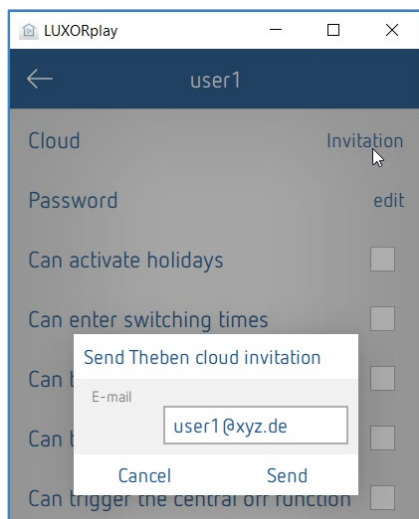 LUXORplay
user1
Cloud Invitation
Password edit
Can activate holidays
Can enter switching times
Send Theben cloud invitation
Can
E-mail
user1@xyz.de
Can
Cancel Send
Can trigger the central off function